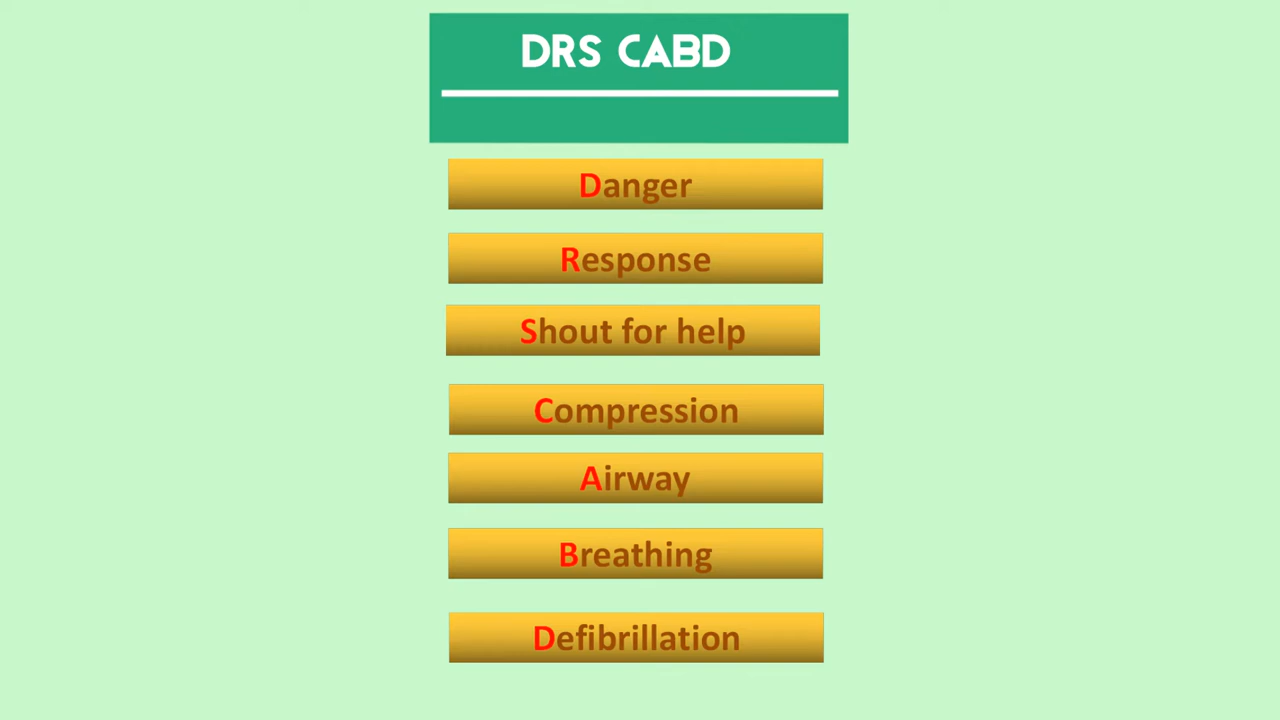 DRS CABD
Danger
Response
Shout for help
Compression
Airway
Breathing
Defibrillation